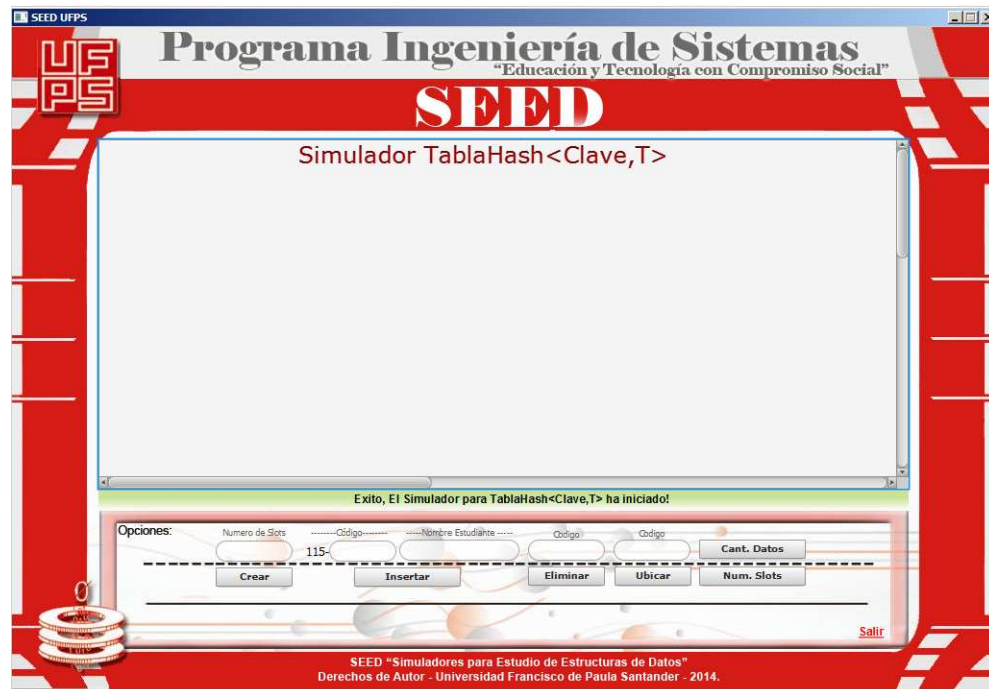 SEED UFPS
UFPS
Programa Ingeniería de Sistemas
“Educación y Tecnología con Compromiso Social”
SEED
Simulador TablaHash<Clave,T>
Exito, El Simulador para TablaHash<Clave,T> ha iniciado!
Opciones:
Numero de Slots --------Código-------- -----Nombre Estudiante ----- Codigo Codigo
115- Cant. Datos
Crear Insertar Eliminar Ubicar Num. Slots
Salir
SEED “Simuladores para Estudio de Estructuras de Datos”
Derechos de Autor - Universidad Francisco de Paula Santander - 2014.